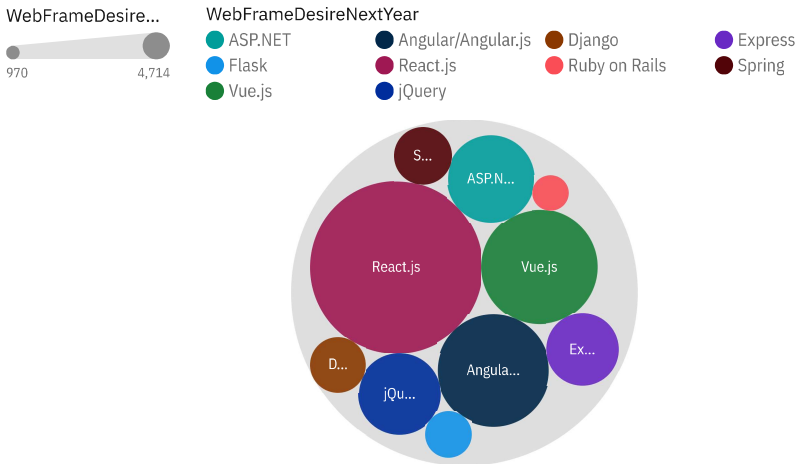 WebFrameDesire...
970 4,714
WebFrameDesireNextYear
ASP.NET Angular/Angular.js Django Express
Flask React.js Ruby on Rails Spring
Vue.js jQuery
S...
ASP.N...
React.js
Vue.js
Ex...
D...
Angula...
jQu...